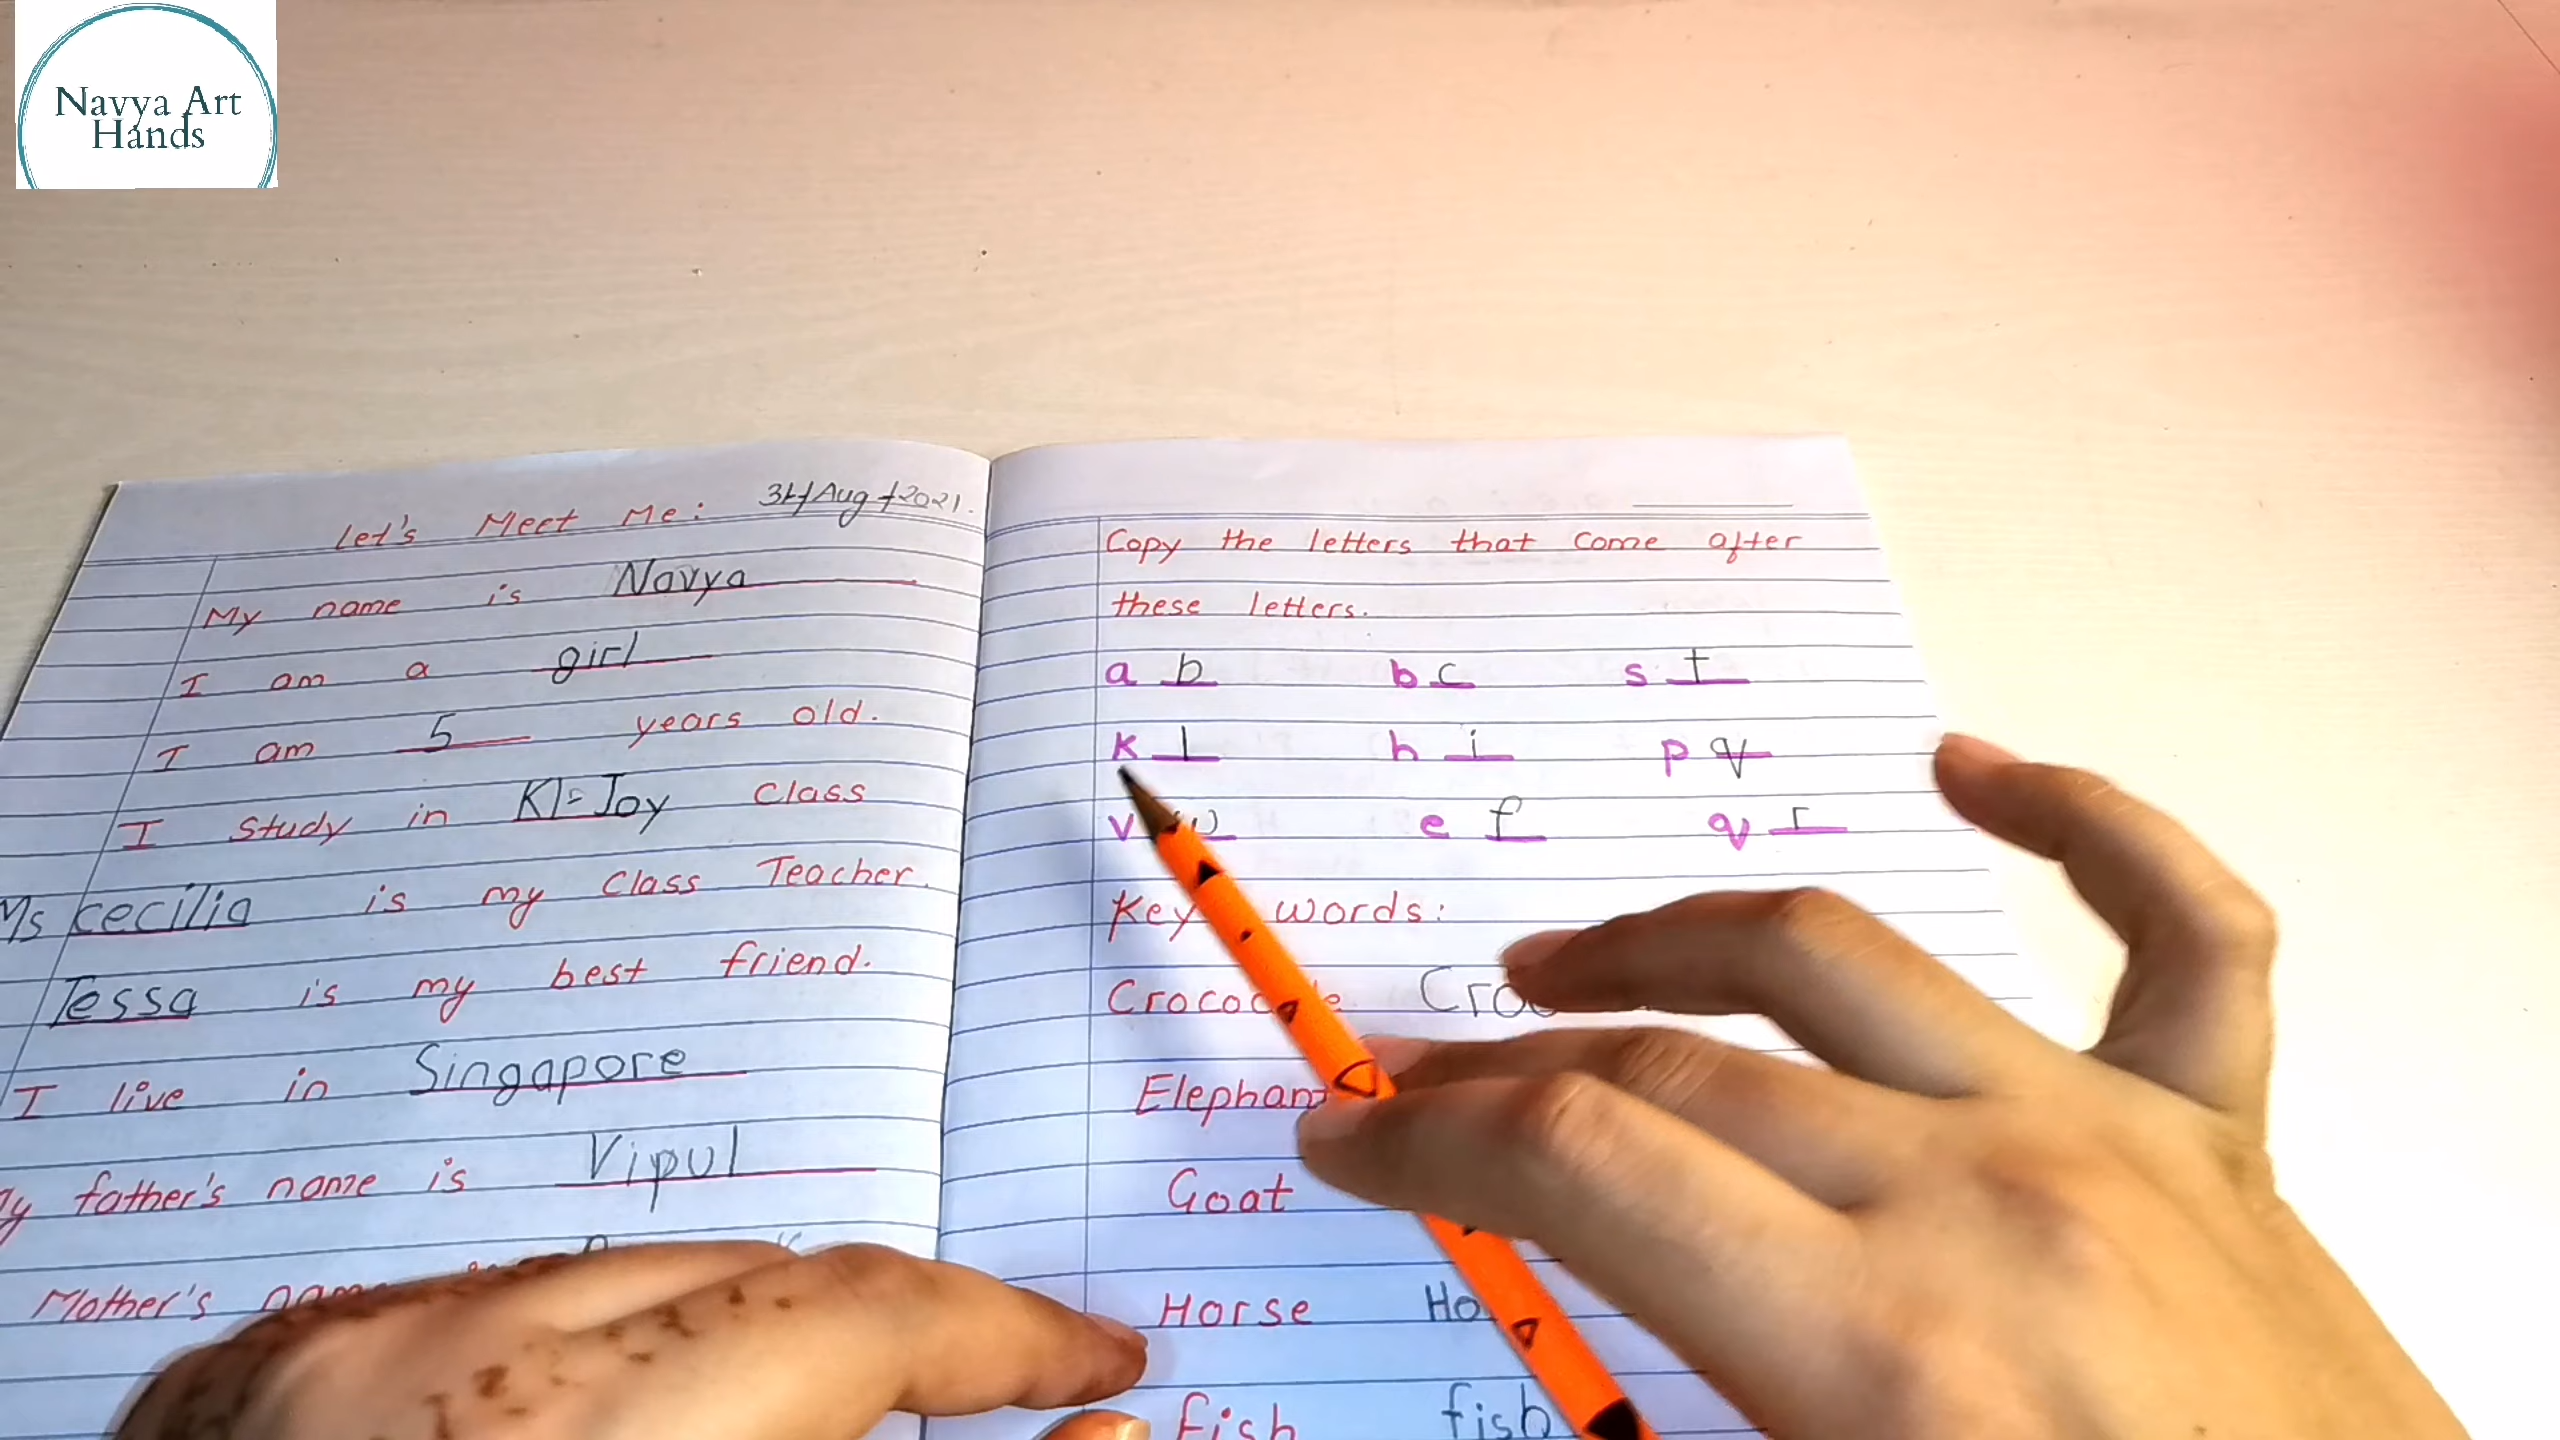 Navya Art
Hands
Let's Meet Me: 31/Aug/2021.
My name is Navya
I am a girl
I am 5 years old.
I study in K1-Joy class
Ms cecilia is my class Teacher.
Tessa is my best friend.
I live in Singapore
father's name is Vipul
Mother's
Copy the letters that come after
these letters.
a b b c s t
k l h i p q
v w e f q r
Key words:
Crocodile
Elephant
Goat
Horse
fish fish